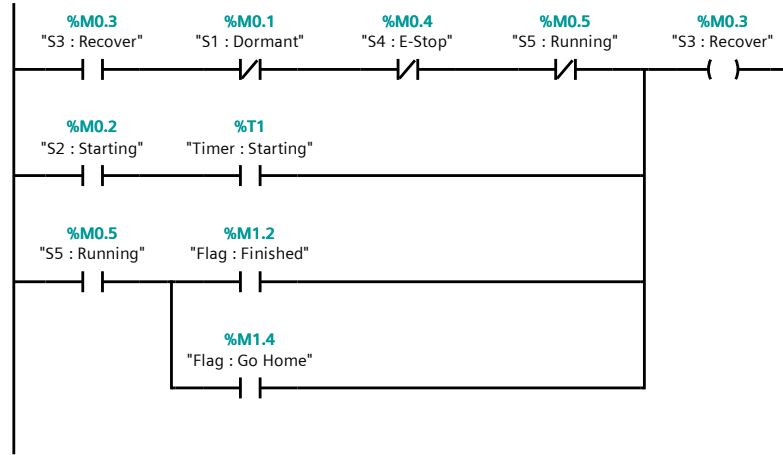 %M0.3 %M0.1 %M0.4 %M0.5 %M0.3
"S3 : Recover" "S1 : Dormant" "S4 : E-Stop" "S5 : Running" "S3 : Recover"
%M0.2 %T1
"S2 : Starting" "Timer : Starting"
%M0.5 %M1.2
"S5 : Running" "Flag : Finished"
%M1.4
"Flag : Go Home"